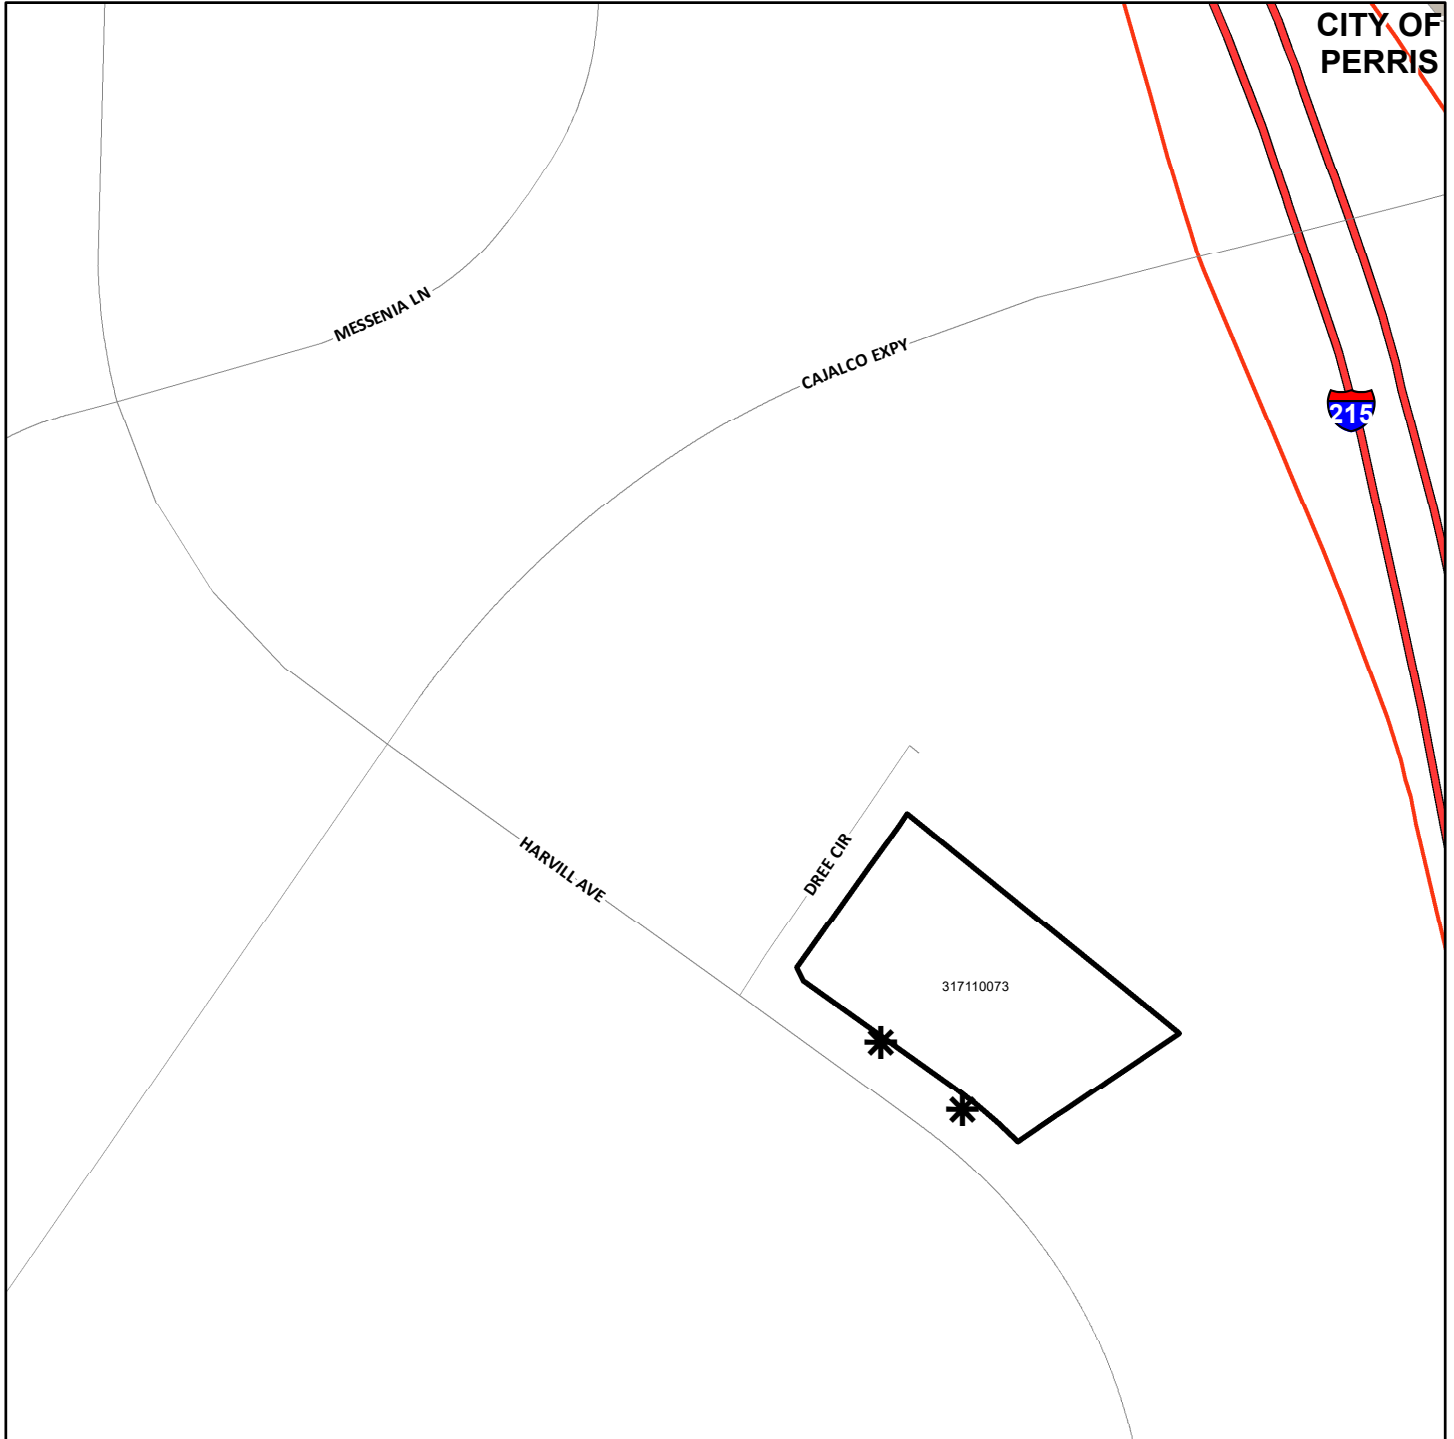 CITY OF
PERRIS
MESSENIA LN
CAJALCO EXPY
215
HARVILL AVE
DREE CIR
317110073